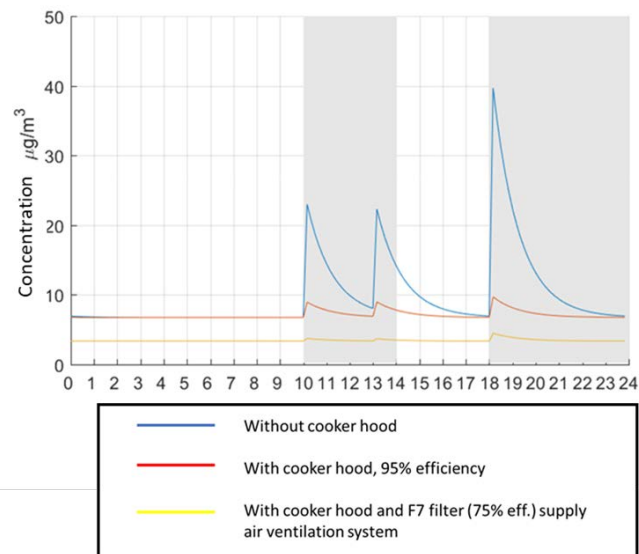 50
40
30
20
10
0
Concentration µg/m³
0 1 2 3 4 5 6 7 8 9 10 11 12 13 14 15 16 17 18 19 20 21 22 23 24
Without cooker hood
With cooker hood, 95% efficiency
With cooker hood and F7 filter (75% eff.) supply
air ventilation system